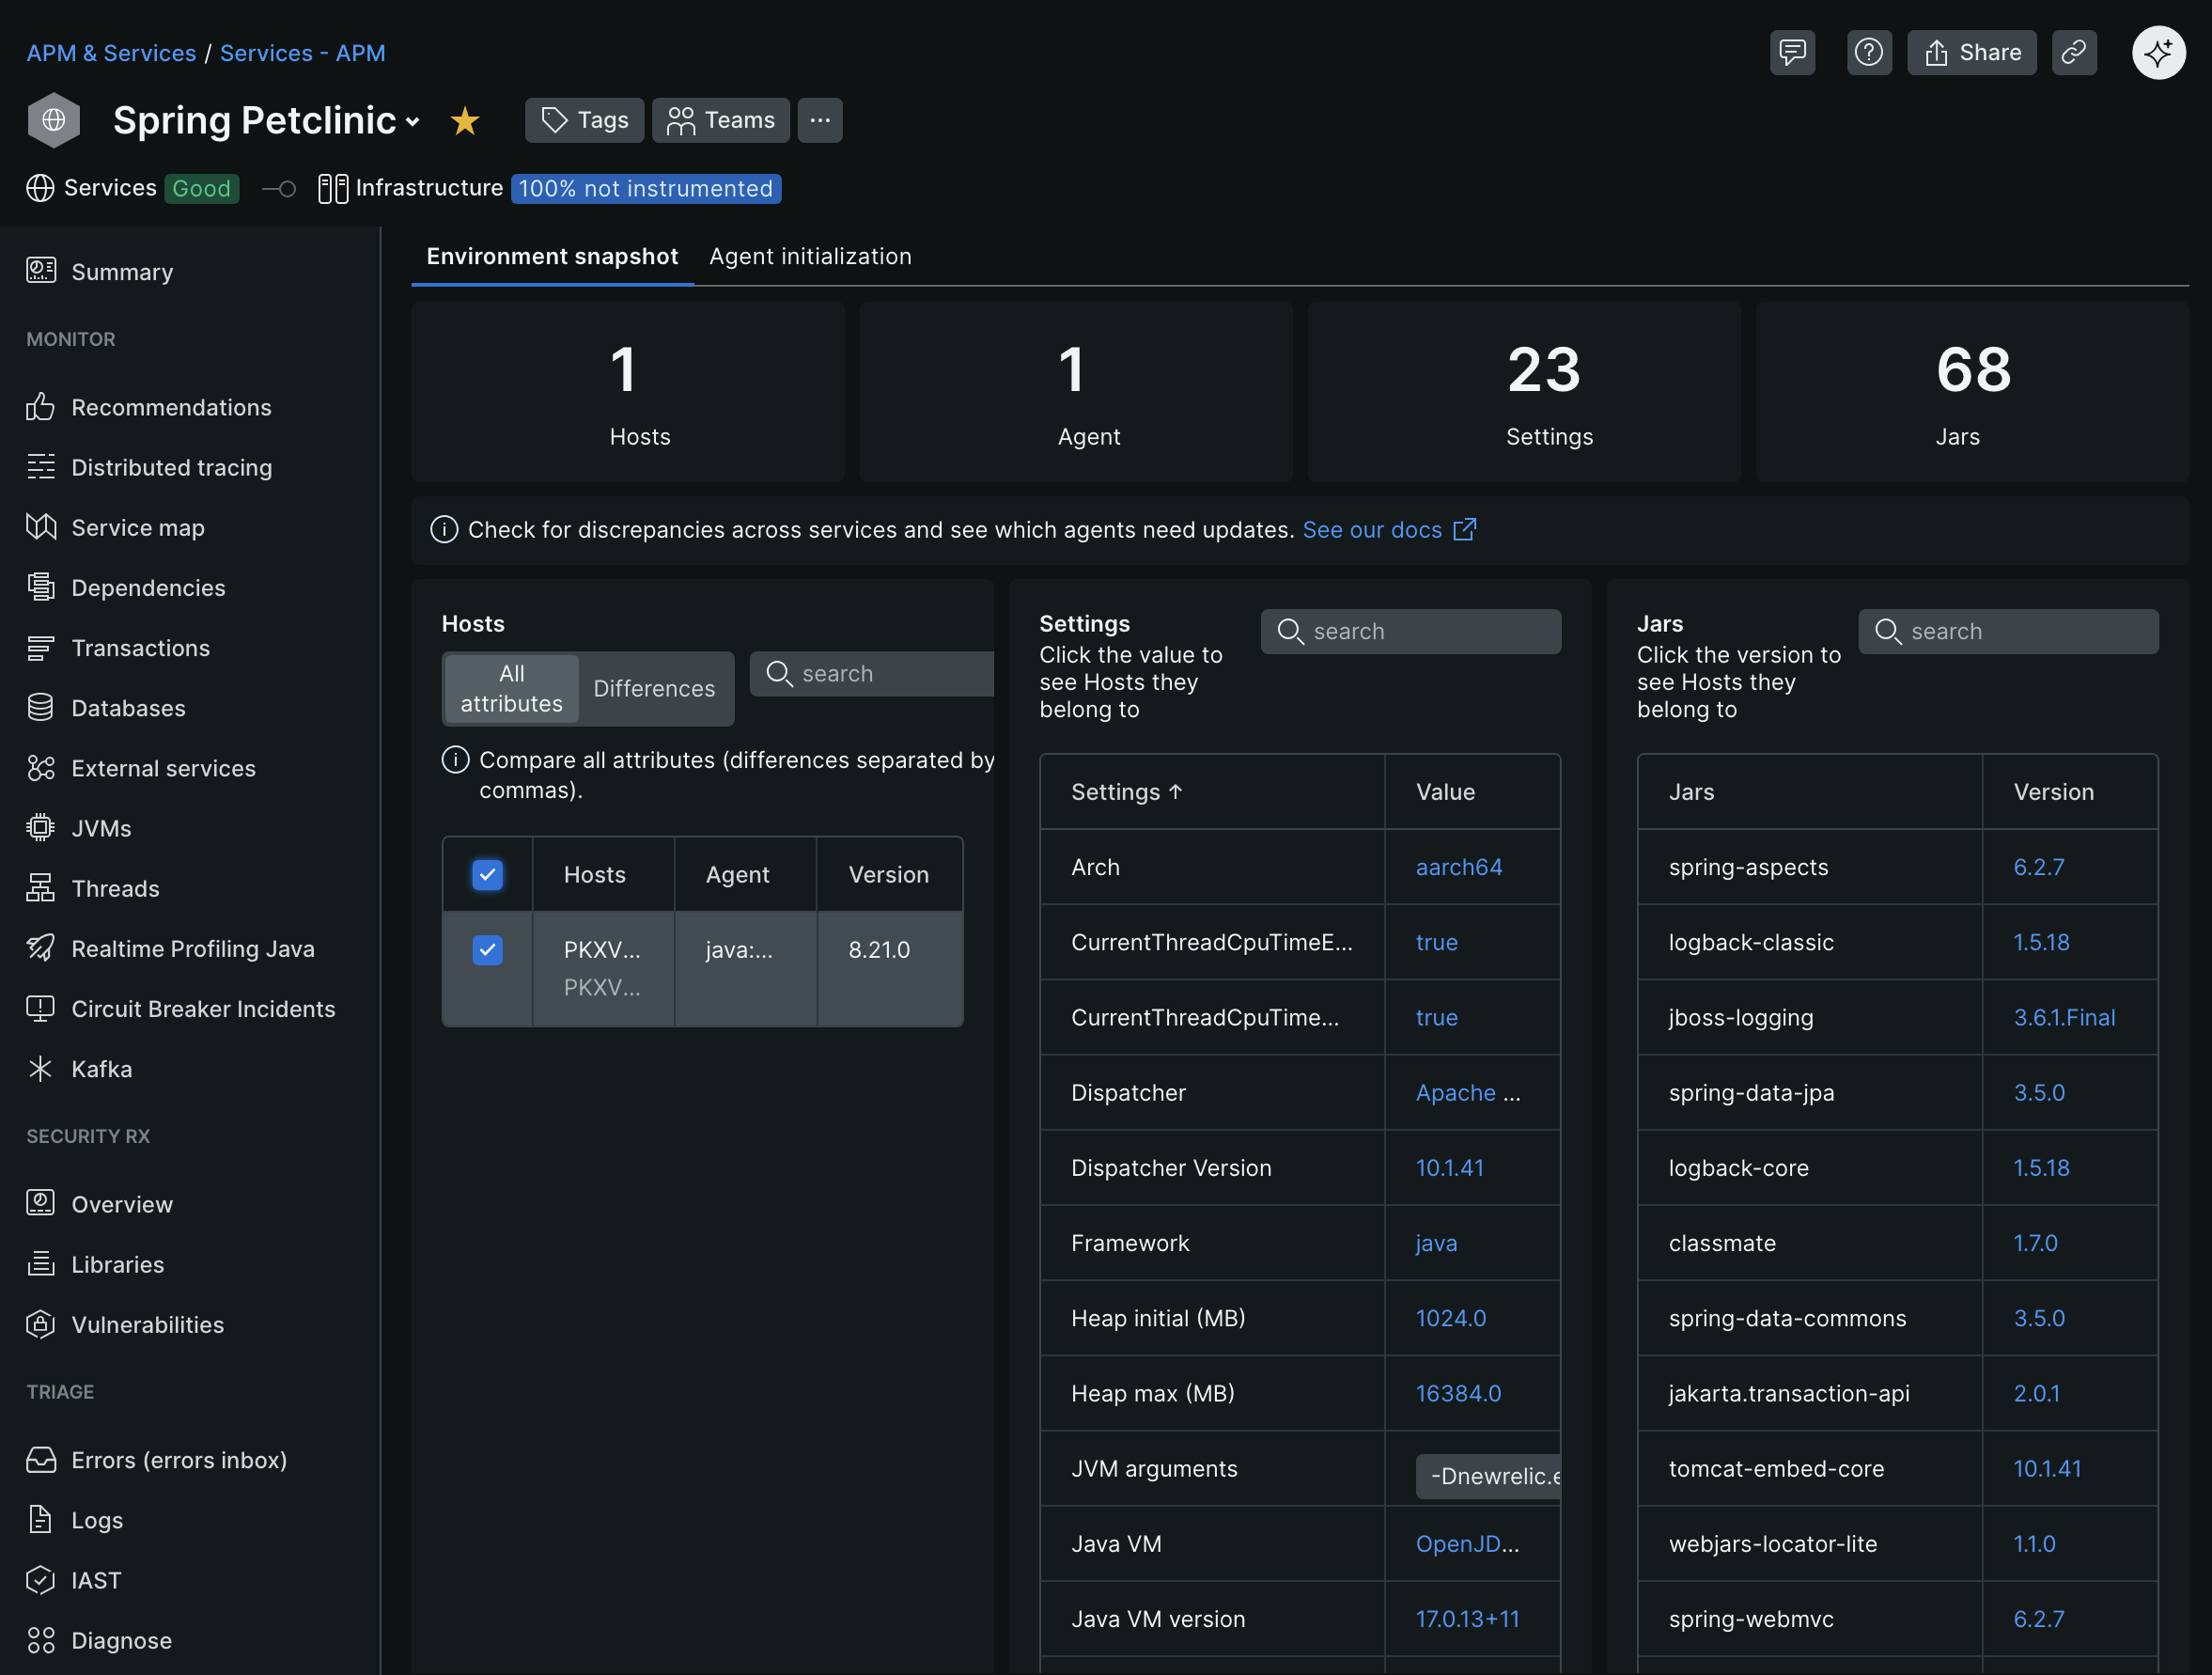 APM & Services / Services - APM
Share
Spring Petclinic
Tags
Teams
Services Good
Infrastructure 100% not instrumented
Summary
MONITOR
Recommendations
Distributed tracing
Service map
Dependencies
Transactions
Databases
External services
JVMs
Threads
Realtime Profiling Java
Circuit Breaker Incidents
Kafka
SECURITY RX
Overview
Libraries
Vulnerabilities
TRIAGE
Errors (errors inbox)
Logs
IAST
Diagnose
Environment snapshot
Agent initialization
1
Hosts
1
Agent
23
Settings
68
Jars
Check for discrepancies across services and see which agents need updates. See our docs
Hosts
All
attributes
Differences
search
Compare all attributes (differences separated by
commas).
Hosts Agent Version
PKXV... java:... 8.21.0
PKXV...
Settings
search
Click the value to
see Hosts they
belong to
Settings ↑ Value
Arch aarch64
CurrentThreadCpuTimeE... true
CurrentThreadCpuTime... true
Dispatcher Apache ...
Dispatcher Version 10.1.41
Framework java
Heap initial (MB) 1024.0
Heap max (MB) 16384.0
JVM arguments -Dnewrelic.e
Java VM OpenJD...
Java VM version 17.0.13+11
Jars
search
Click the version to
see Hosts they
belong to
Jars Version
spring-aspects 6.2.7
logback-classic 1.5.18
jboss-logging 3.6.1.Final
spring-data-jpa 3.5.0
logback-core 1.5.18
classmate 1.7.0
spring-data-commons 3.5.0
jakarta.transaction-api 2.0.1
tomcat-embed-core 10.1.41
webjars-locator-lite 1.1.0
spring-webmvc 6.2.7